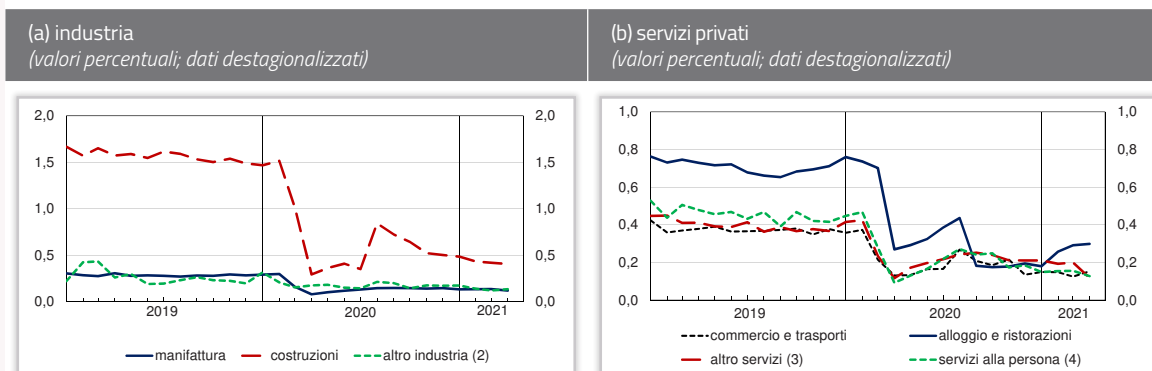 (a) industria
(valori percentuali; dati destagionalizzati)
(b) servizi privati
(valori percentuali; dati destagionalizzati)
2,0 2,0
1,5 1,5
1,0 1,0
0,5 0,5
0,0 0,0
2019 2020 2021
manifattura costruzioni altro industria (2)
1,0 1,0
0,8 0,8
0,6 0,6
0,4 0,4
0,2 0,2
0,0 0,0
2019 2020 2021
commercio e trasporti alloggio e ristorazioni
altro servizi (3) servizi alla persona (4)